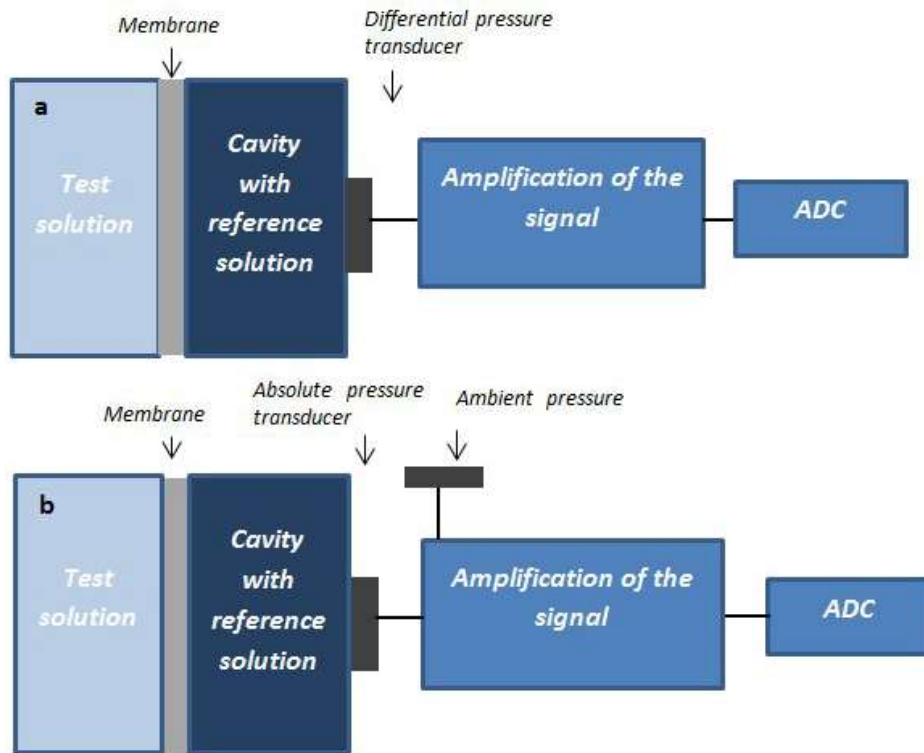 Membrane
Differential pressure
transducer
a
Test
solution
Cavity
with
reference
solution
Amplification of the
signal
ADC
Membrane
Absolute pressure
transducer
Ambient pressure
b
Test
solution
Cavity
with
reference
solution
Amplification of the
signal
ADC